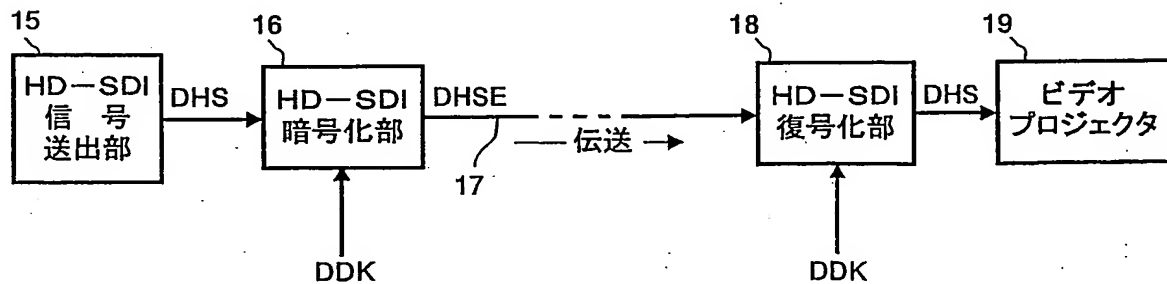 15
HD-SDI
信号
送出部
DHS
16
HD-SDI
暗号化部
DHSE
17
伝送
DDK
18
HD-SDI
復号化部
DHS
DDK
19
ビデオ
プロジェクタ